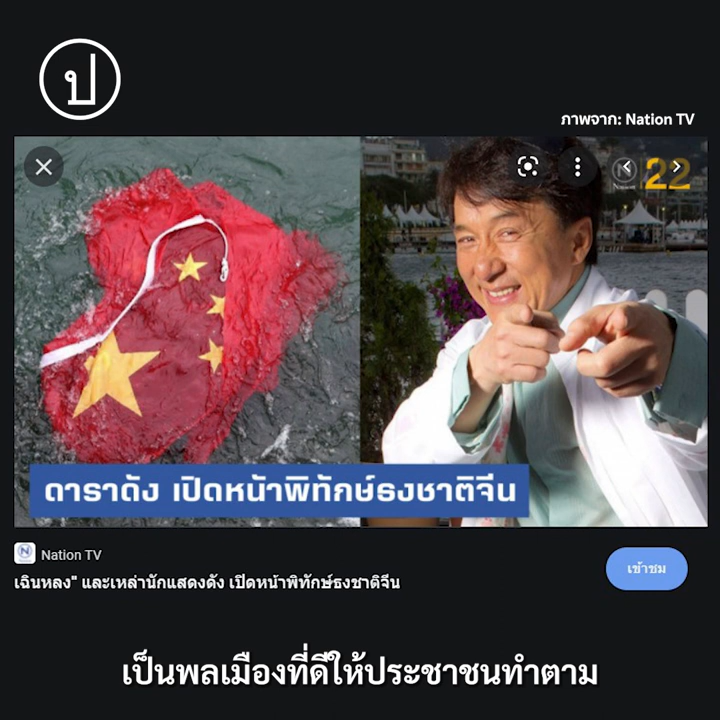 ป
ภาพจาก: Nation TV
22
ดาราดัง เปิดหน้าพิทักษ์ธงชาติจีน
N Nation TV
เฉินหลง" และเหล่านักแสดงดัง เปิดหน้าพิทักษ์ธงชาติจีน
เข้าชม
เป็นพลเมืองที่ดีให้ประชาชนทำตาม